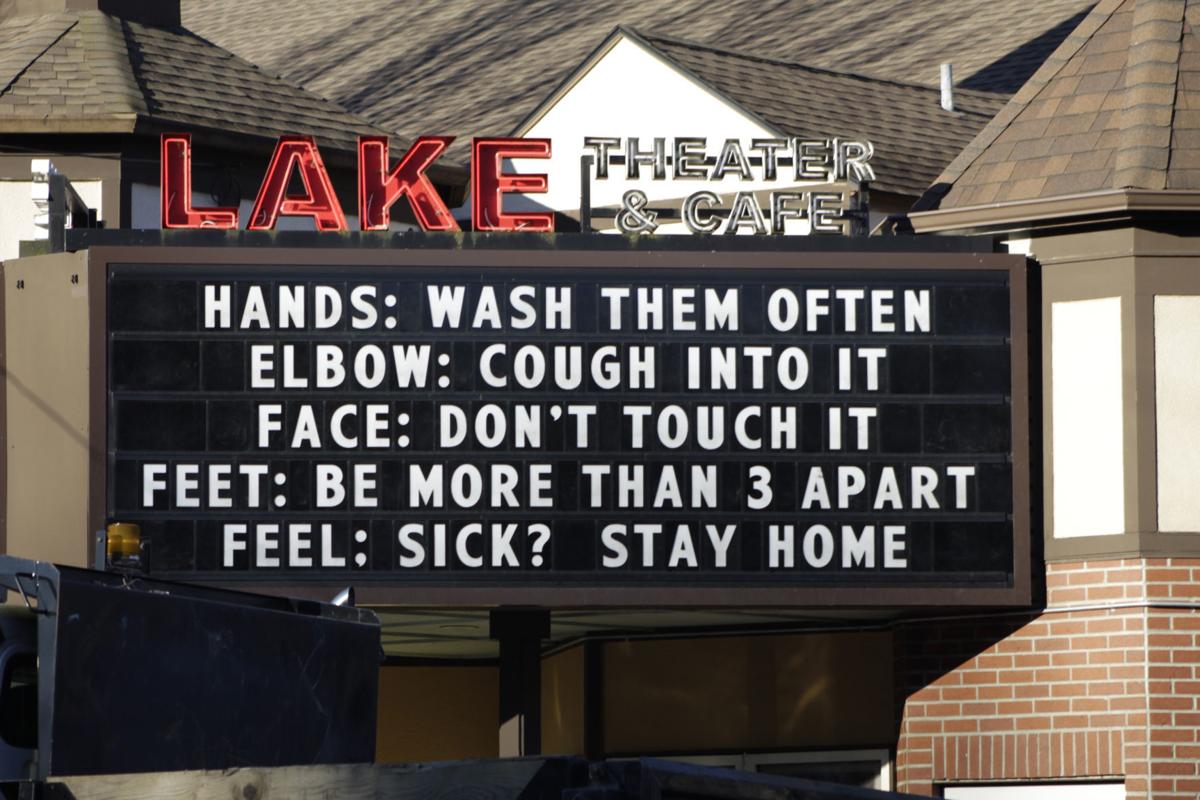 LAKE THEATER
& CAFE
HANDS: WASH THEM OFTEN
ELBOW: COUGH INTO IT
FACE: DON'T TOUCH IT
FEET: BE MORE THAN 3 APART
FEEL; SICK? STAY HOME